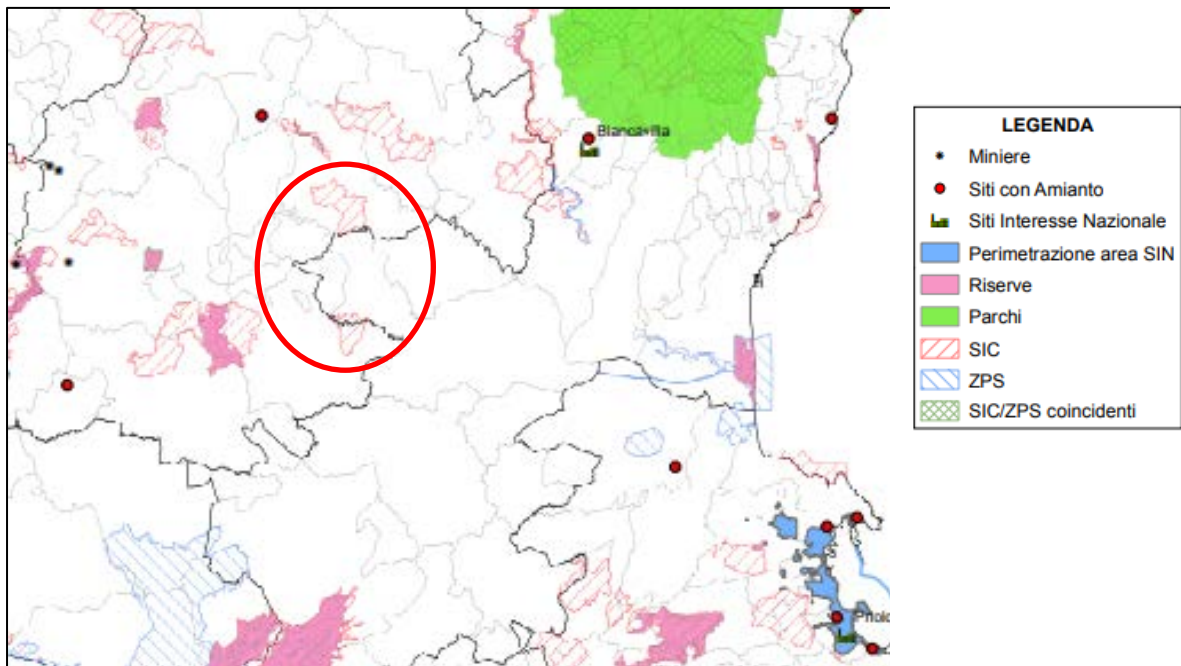 Biancavilla
Priolo
LEGENDA
Miniere
Siti con Amianto
Siti Interesse Nazionale
Perimetrazione area SIN
Riserve
Parchi
SIC
ZPS
SIC/ZPS coincidenti